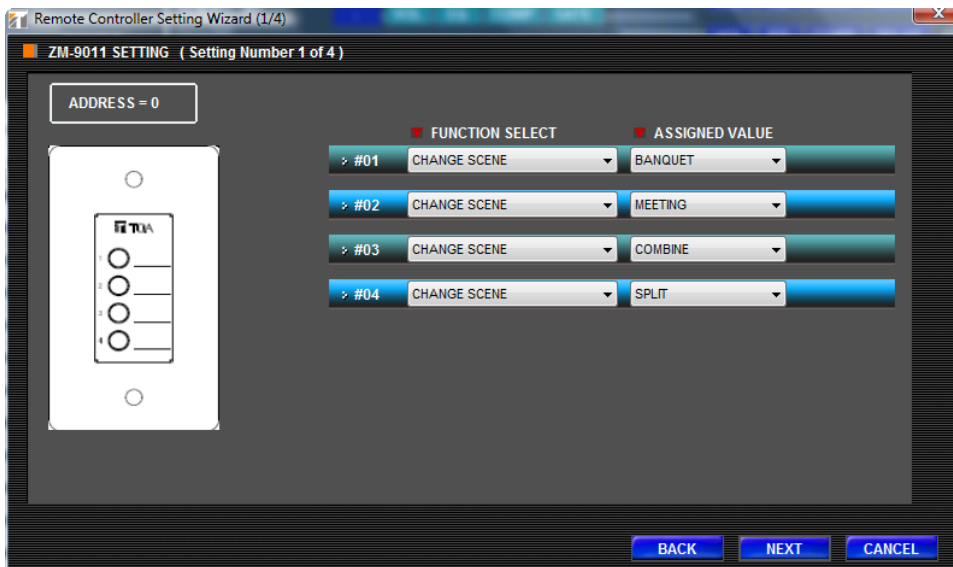 Remote Controller Setting Wizard (1/4)
ZM-9011 SETTING ( Setting Number 1 of 4 )
ADDRESS = 0
FUNCTION SELECT ASSIGNED VALUE
#01 CHANGE SCENE BANQUET
#02 CHANGE SCENE MEETING
#03 CHANGE SCENE COMBINE
#04 CHANGE SCENE SPLIT
TOA
1
2
3
4
BACK NEXT CANCEL